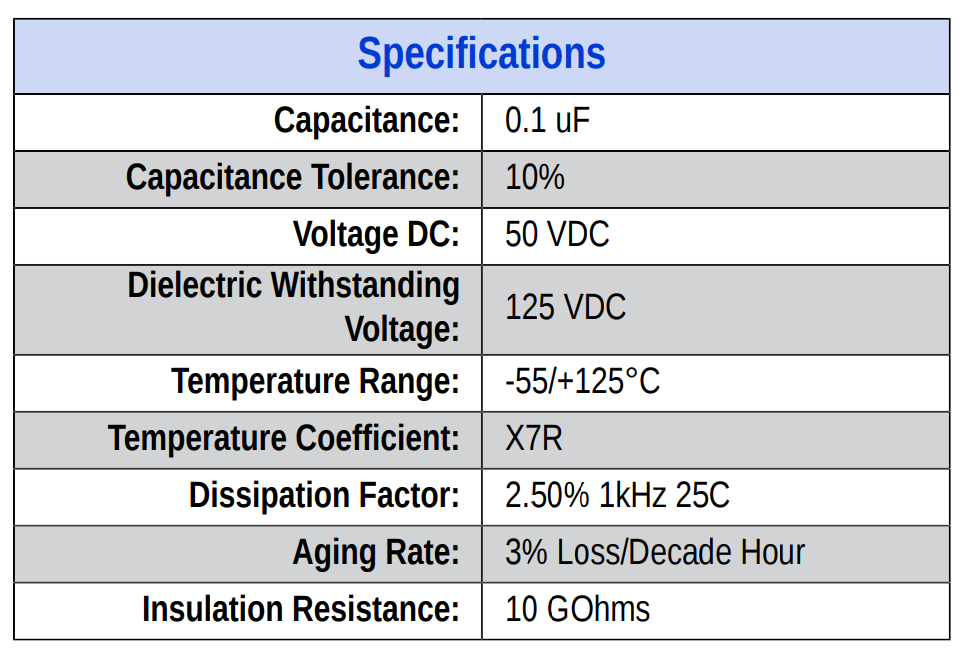 Specifications
Capacitance: 0.1 uF
Capacitance Tolerance: 10%
Voltage DC: 50 VDC
Dielectric Withstanding
Voltage: 125 VDC
Temperature Range: -55/+125°C
Temperature Coefficient: X7R
Dissipation Factor: 2.50% 1kHz 25C
Aging Rate: 3% Loss/Decade Hour
Insulation Resistance: 10 GOhms